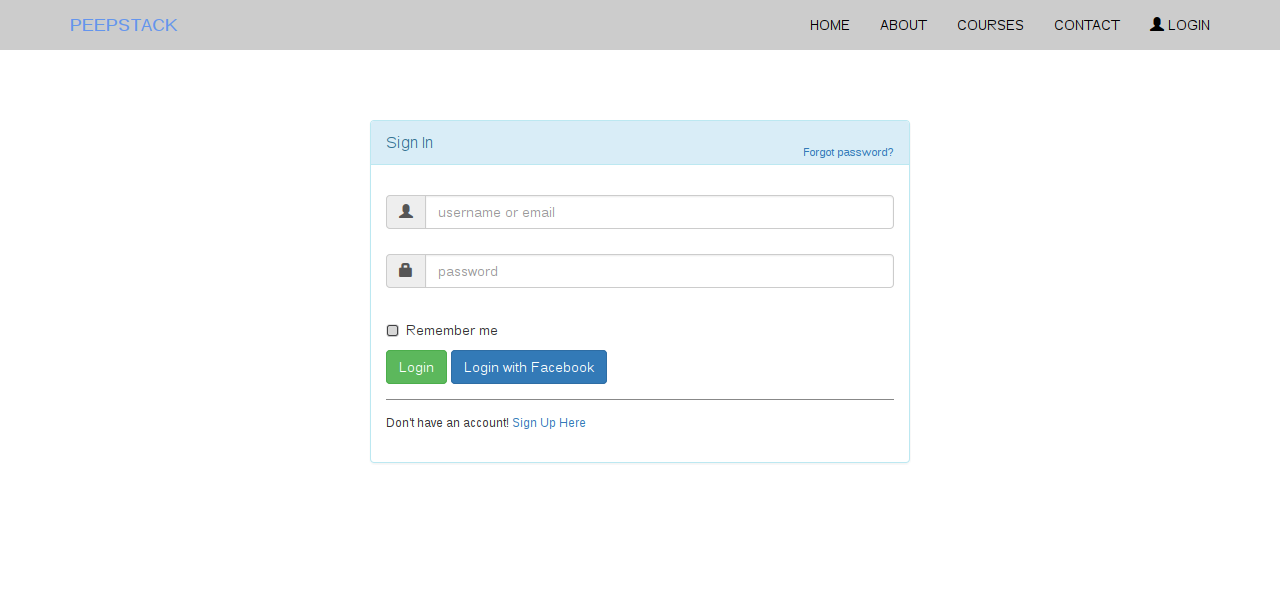 PEEPSTACK HOME ABOUT COURSES CONTACT LOGIN
Sign In
Forgot password?
username or email
password
Remember me
Login Login with Facebook
Don't have an account! Sign Up Here